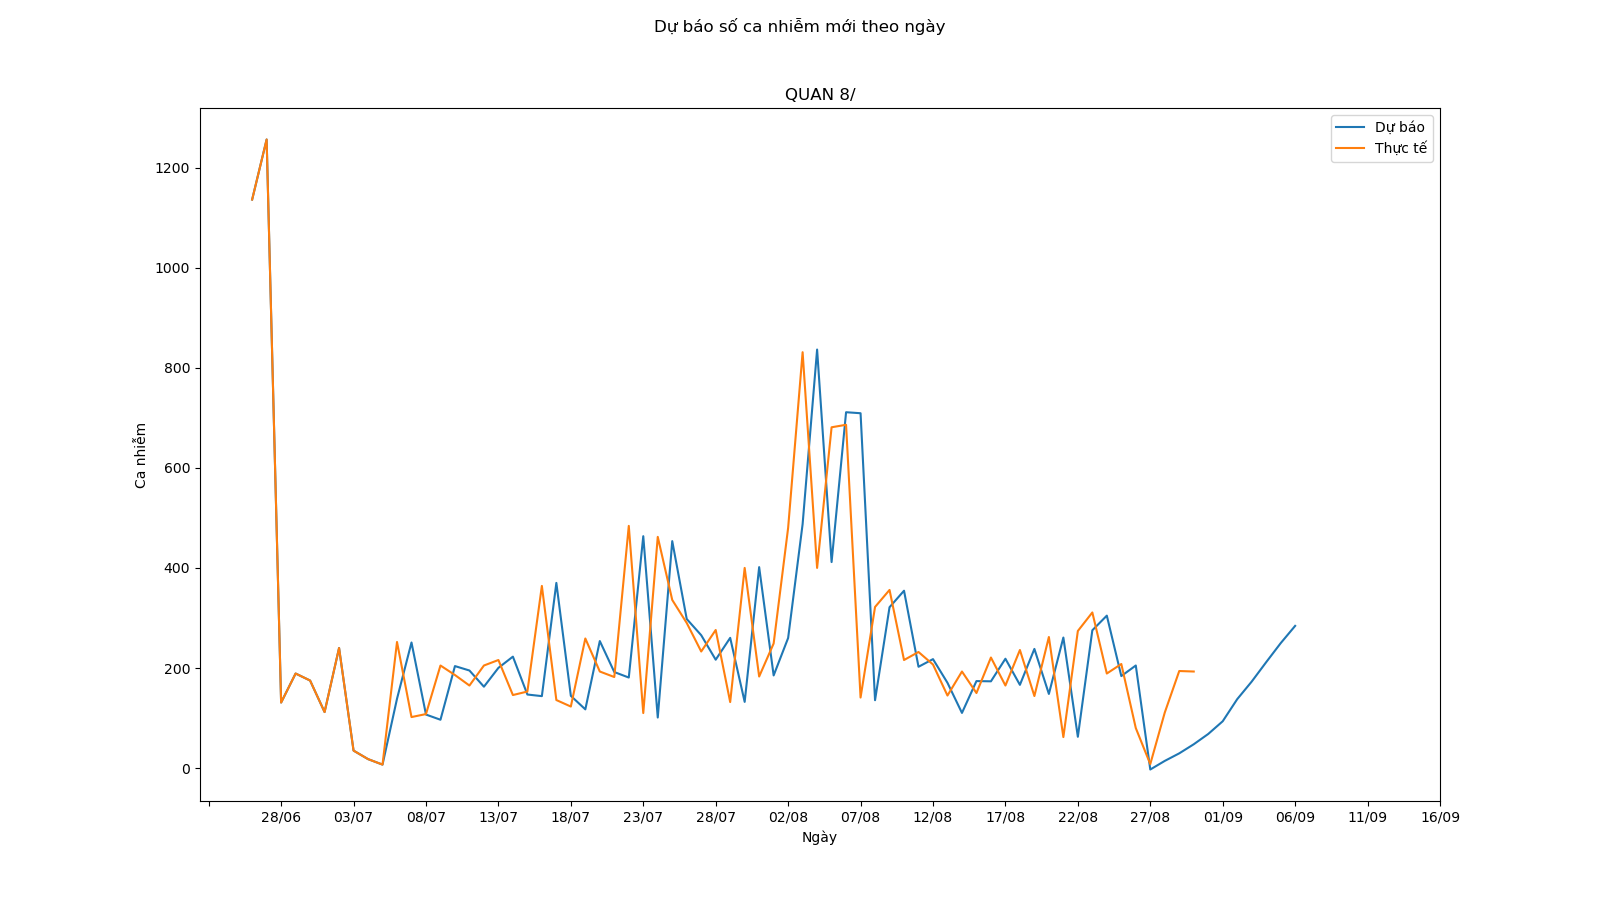 Dự báo số ca nhiễm mới theo ngày
QUAN 8/
Dự báo
Thực tế
1200
1000
800
600
400
200
0
Ca nhiễm
28/06 03/07 08/07 13/07 18/07 23/07 28/07 02/08 07/08 12/08 17/08 22/08 27/08 01/09 06/09 11/09 16/09
Ngày